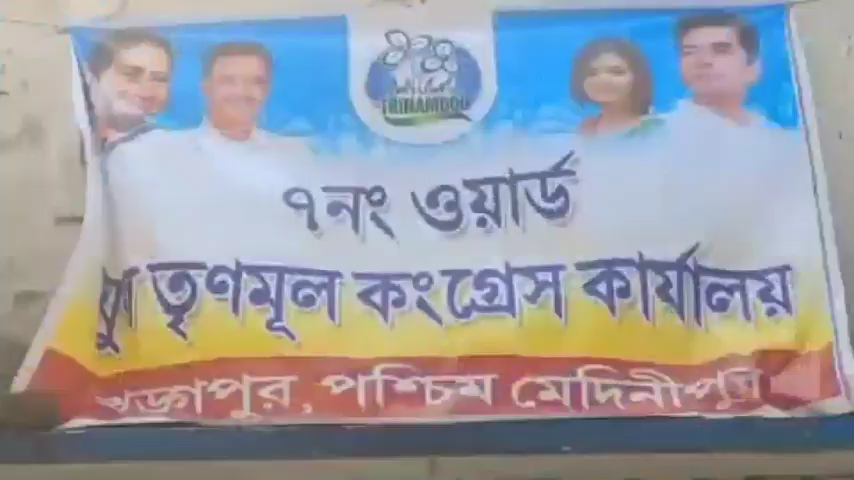 TRINAMOOL
৭নং ওয়ার্ড
যুব তৃণমূল কংগ্রেস কার্যালয়
খড়্গপুর, পশ্চিম মেদিনীপুর